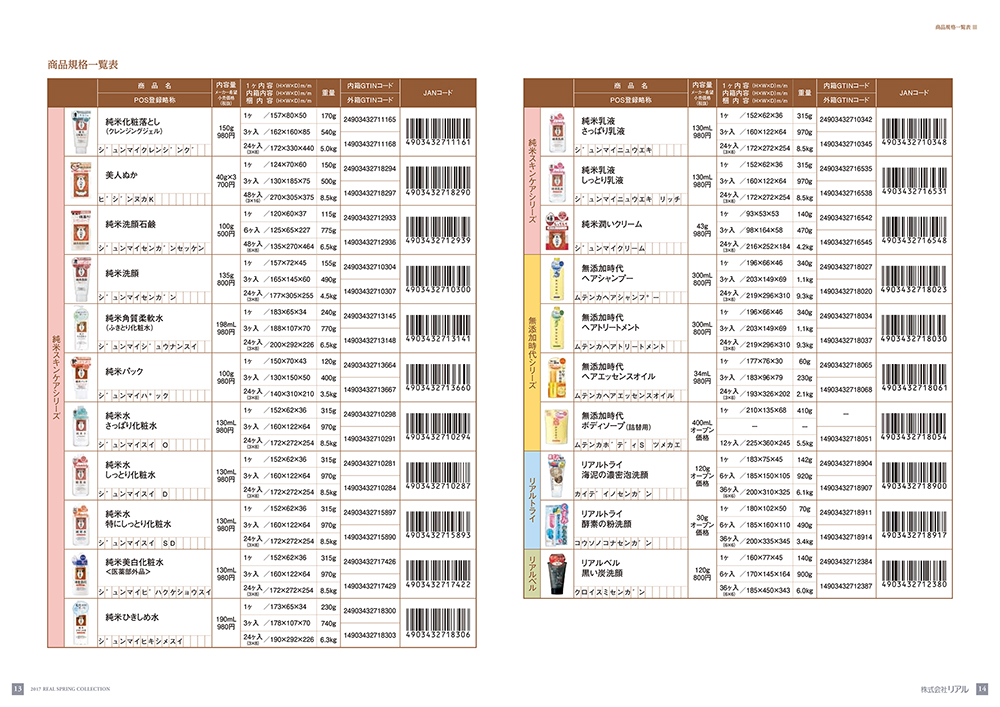 商品規格一覧表 III
商品規格一覧表
商 品 名
POS登録略称
内容量
メーカー希望
小売価格
(税抜)
1ヶ内容 (H×W×D)m/m
内箱内容 (H×W×D)m/m
梱 内 容 (H×W×D)m/m
重量
内箱GTINコード
外箱GTINコード
JANコード
純米スキンケアシリーズ
純米化粧落とし
(クレンジングジェル)
ジュンマイクレンジング
150g
980円
1ヶ /157×80×50 170g
3ヶ入 /162×160×85 540g
24ヶ入 /172×330×440 5.0kg
(3×8)
24903432711165
14903432711168
4903432711161
美人ぬか
ビジンヌカK
40g×3
700円
1ヶ /124×70×60 150g
3ヶ入 /130×185×75 500g
48ヶ入 /270×305×375 8.5kg
(3×16)
24903432718294
14903432718297
4903432718290
純米洗顔石鹸
ジュンマイセンガンセッケン
100g
500円
1ヶ /120×60×37 115g
6ヶ入 /125×65×227 775g
48ヶ入 /135×270×466 6.5kg
(6×8)
24903432712933
14903432712936
4903432712939
純米洗顔
ジュンマイセンガン
135g
800円
1ヶ /157×72×45 155g
3ヶ入 /165×145×60 490g
24ヶ入 /177×305×255 4.5kg
(3×8)
24903432710304
14903432710307
4903432710300
純米角質柔軟水
(ふきとり化粧水)
ジュンマイジュウナンスイ
198mL
980円
1ヶ /183×65×34 240g
3ヶ入 /188×107×70 770g
24ヶ入 /200×292×226 6.5kg
(3×8)
24903432713145
14903432713148
4903432713141
純米パック
ジュンマイパック
100g
980円
1ヶ /150×70×43 120g
3ヶ入 /130×150×50 400g
24ヶ入 /140×310×210 3.5kg
(3×8)
24903432713664
14903432713667
4903432713660
純米水
さっぱり化粧水
ジュンマイスイ O
130mL
980円
1ヶ /152×62×36 315g
3ヶ入 /160×122×64 970g
24ヶ入 /172×272×254 8.5kg
(3×8)
24903432710298
14903432710291
4903432710294
純米水
しっとり化粧水
ジュンマイスイ D
130mL
980円
1ヶ /152×62×36 315g
3ヶ入 /160×122×64 970g
24ヶ入 /172×272×254 8.5kg
(3×8)
24903432710281
14903432710284
4903432710287
純米水
特にしっとり化粧水
ジュンマイスイ SD
130mL
980円
1ヶ /152×62×36 315g
3ヶ入 /160×122×64 970g
24ヶ入 /172×272×254 8.5kg
(3×8)
24903432715897
14903432715890
4903432715893
純米美白化粧水
<医薬部外品>
ジュンマイビハクケショウスイ
130mL
980円
1ヶ /152×62×36 315g
3ヶ入 /160×122×64 970g
24ヶ入 /172×272×254 8.5kg
(3×8)
24903432717426
14903432717429
4903432717422
純米ひきしめ水
ジュンマイヒキシメスイ
190mL
980円
1ヶ /173×65×34 230g
3ヶ入 /178×107×70 740g
24ヶ入 /190×292×226 6.3kg
(3×8)
24903432718300
14903432718303
4903432718306
商 品 名
POS登録略称
内容量
メーカー希望
小売価格
(税抜)
1ヶ内容 (H×W×D)m/m
内箱内容 (H×W×D)m/m
梱 内 容 (H×W×D)m/m
重量
内箱GTINコード
外箱GTINコード
JANコード
純米スキンケアシリーズ
純米乳液
さっぱり乳液
ジュンマイニュウエキ
130mL
980円
1ヶ /152×62×36 315g
3ヶ入 /160×122×64 970g
24ヶ入 /172×272×254 8.5kg
(3×8)
24903432710342
14903432710345
4903432710348
純米乳液
しっとり乳液
ジュンマイニュウエキ リッチ
130mL
980円
1ヶ /152×62×36 315g
3ヶ入 /160×122×64 970g
24ヶ入 /172×272×254 8.5kg
(3×8)
24903432716535
14903432716538
4903432716531
純米潤いクリーム
ジュンマイクリーム
43g
980円
1ヶ /93×53×53 140g
3ヶ入 /98×164×58 470g
24ヶ入 /216×252×184 4.2kg
(3×8)
24903432716542
14903432716545
4903432716548
無添加時代シリーズ
無添加時代
ヘアシャンプー
ムテンカヘアシャンプー
300mL
800円
1ヶ /196×66×46 340g
3ヶ入 /203×149×69 1.1kg
24ヶ入 /219×296×310 9.3kg
(3×8)
24903432718027
14903432718020
4903432718023
無添加時代
ヘアトリートメント
ムテンカヘアトリートメント
300mL
800円
1ヶ /196×66×46 340g
3ヶ入 /203×149×69 1.1kg
24ヶ入 /219×296×310 9.3kg
(3×8)
24903432718034
14903432718037
4903432718030
無添加時代
ヘアエッセンスオイル
ムテンカヘアエッセンスオイル
34mL
980円
1ヶ /177×76×30 60g
3ヶ入 /183×96×79 230g
24ヶ入 /193×326×202 2.1kg
(3×8)
24903432718065
14903432718068
4903432718061
無添加時代
ボディソープ(詰替用)
ムテンカボディS ツメカエ
400mL
オープン
価格
1ヶ /210×135×68 410g
― ―
12ヶ入 /225×360×245 5.5kg
―
14903432718051
4903432718054
リアルトライ
リアルトライ
海泥の濃密泡洗顔
カイデイノセンガン
120g
オープン
価格
1ヶ /183×75×45 142g
6ヶ入 /185×150×105 920g
36ヶ入 /200×310×325 6.1kg
(6×6)
24903432718904
14903432718907
4903432718900
リアルトライ
酵素の粉洗顔
コウソノコナセンガン
30g
オープン
価格
1ヶ /180×102×50 70g
6ヶ入 /185×160×110 490g
36ヶ入 /200×335×345 3.4kg
(6×6)
24903432718911
14903432718914
4903432718917
リアルベル
リアルベル
黒い炭洗顔
クロイスミセンガン
120g
800円
1ヶ /160×77×45 140g
6ヶ入 /170×145×164 900g
36ヶ入 /185×450×343 6.0kg
(6×6)
24903432712384
14903432712387
4903432712380
13 2017 REAL SPRING COLLECTION
株式会社リアル 14